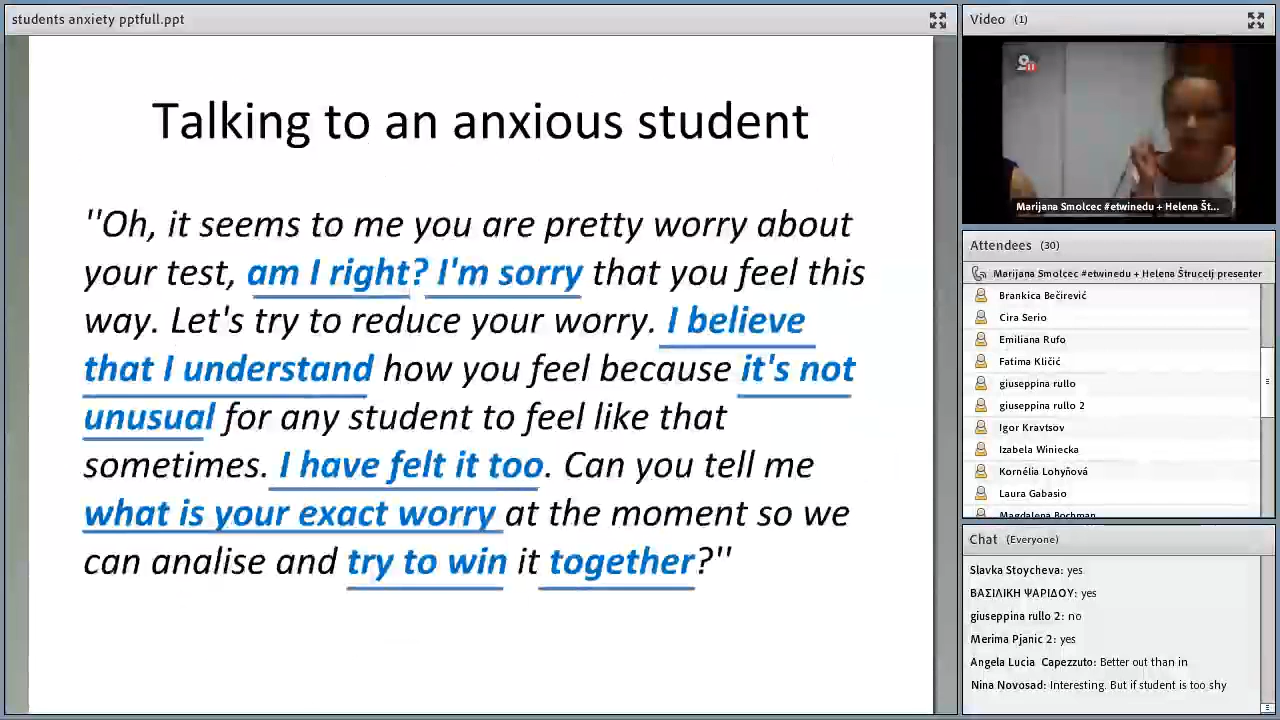 students anxiety pptfull.ppt
Talking to an anxious student
"Oh, it seems to me you are pretty worry about
your test, am I right? I'm sorry that you feel this
way. Let's try to reduce your worry. I believe
that I understand how you feel because it's not
unusual for any student to feel like that
sometimes. I have felt it too. Can you tell me
what is your exact worry at the moment so we
can analise and try to win it together?"
Video (1)
Marijana Smolcec #etwinedu + Helena Št...
Attendees (30)
Marijana Smolcec #etwinedu + Helena Štrucelj presenter
Brankica Bečirević
Cira Serio
Emiliana Rufo
Fatima Kličić
giuseppina rullo
giuseppina rullo 2
Igor Kravtsov
Izabela Winiecka
Kornélia Lohyňová
Laura Gabasio
Magdalena Bochman
Chat (Everyone)
Slavka Stoycheva: yes
ΒΑΣΙΛΙΚΗ ΨΑΡΙΔΟΥ: yes
giuseppina rullo 2: no
Merima Pjanic 2: yes
Angela Lucia Capezzuto: Better out than in
Nina Novosad: Interesting. But if student is too shy